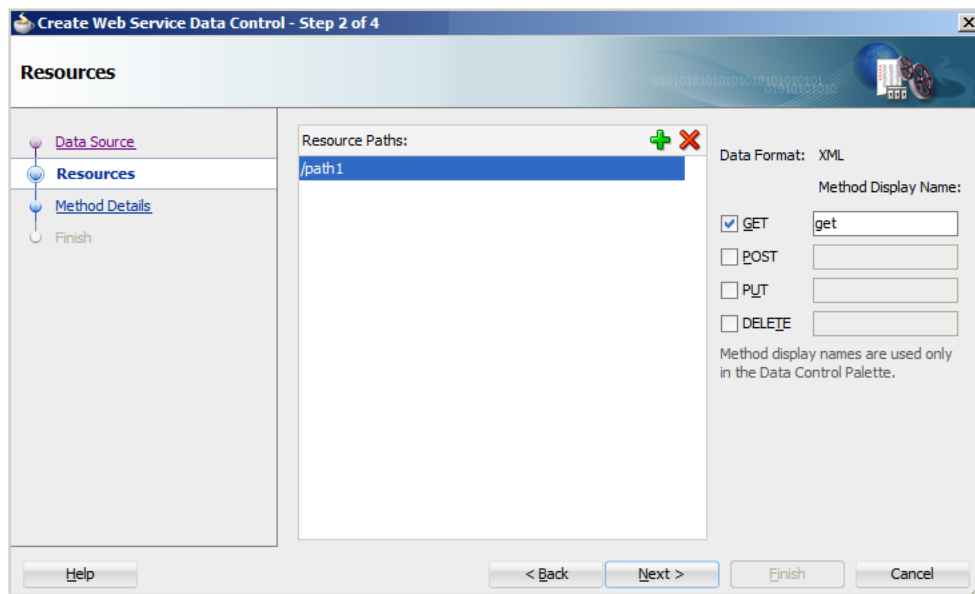 Create Web Service Data Control - Step 2 of 4
Resources
010101010101010101010101
01010101010
Data Source
Resources
Method Details
Finish
Resource Paths:
/path1
Data Format: XML
Method Display Name:
GET get
POST
PUT
DELETE
Method display names are used only
in the Data Control Palette.
Help
< Back
Next >
Finish
Cancel